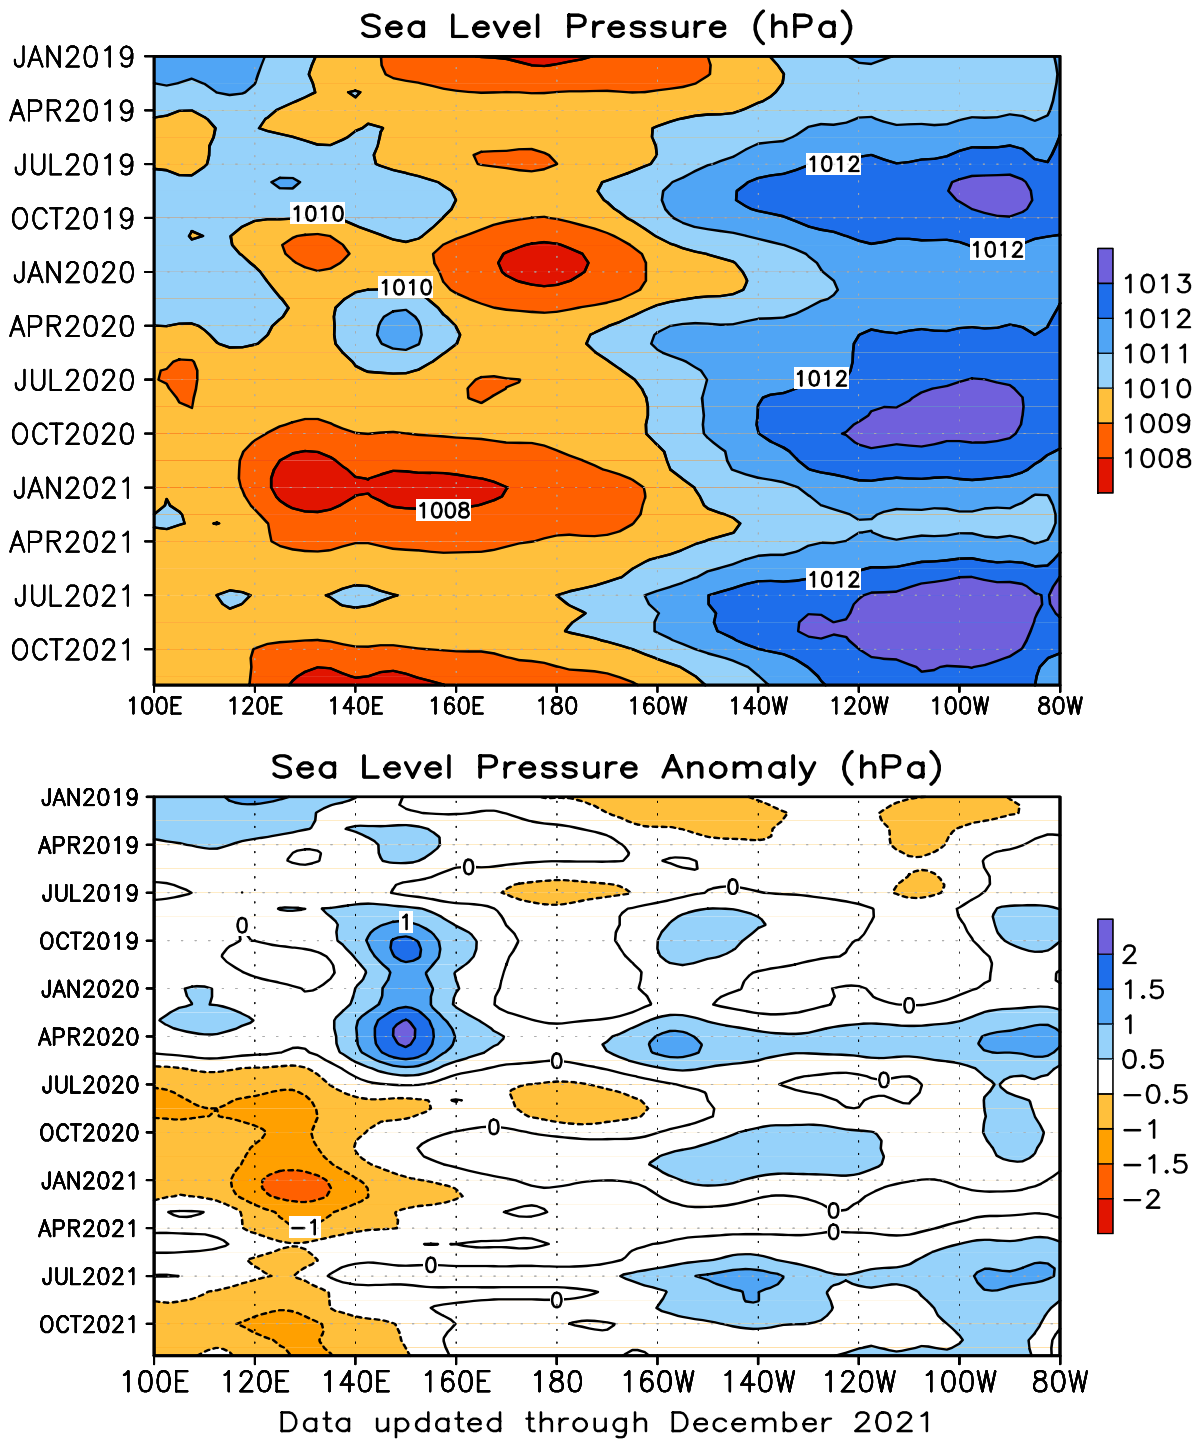 Sea Level Pressure (hPa)
JAN2019
APR2019
JUL2019
OCT2019
JAN2020
APR2020
JUL2020
OCT2020
JAN2021
APR2021
JUL2021
OCT2021
1012
1010
1012
1010
1012
1008
1012
1013
1012
1011
1010
1009
1008
100E 120E 140E 160E 180 160W 140W 120W 100W 80W
Sea Level Pressure Anomaly (hPa)
JAN2019
APR2019
JUL2019
OCT2019
JAN2020
APR2020
JUL2020
OCT2020
JAN2021
APR2021
JUL2021
OCT2021
0
0
1
0
0
0
0
0
0
-1
0
0
0
2
1.5
1
0.5
-0.5
-1
-1.5
-2
100E 120E 140E 160E 180 160W 140W 120W 100W 80W
Data updated through December 2021